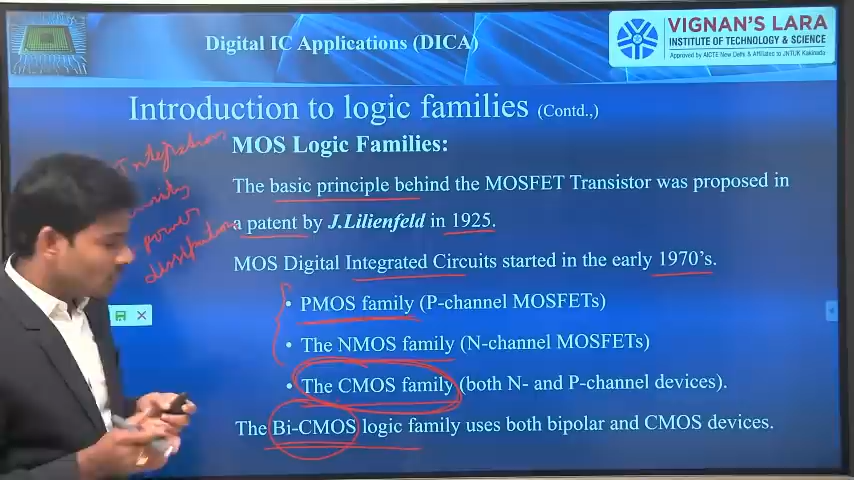 Digital IC Applications (DICA)
VIGNAN'S LARA
INSTITUTE OF TECHNOLOGY & SCIENCE
Approved by AICTE New Delhi & Affiliated to JNTUK Kakinada
Introduction to logic families (Contd.,)
MOS Logic Families:
Integration
The basic principle behind the MOSFET Transistor was proposed in
power
a patent by J.Lilienfeld in 1925.
dissipation
MOS Digital Integrated Circuits started in the early 1970's.
• PMOS family (P-channel MOSFETs)
• The NMOS family (N-channel MOSFETs)
• The CMOS family (both N- and P-channel devices).
The Bi-CMOS logic family uses both bipolar and CMOS devices.